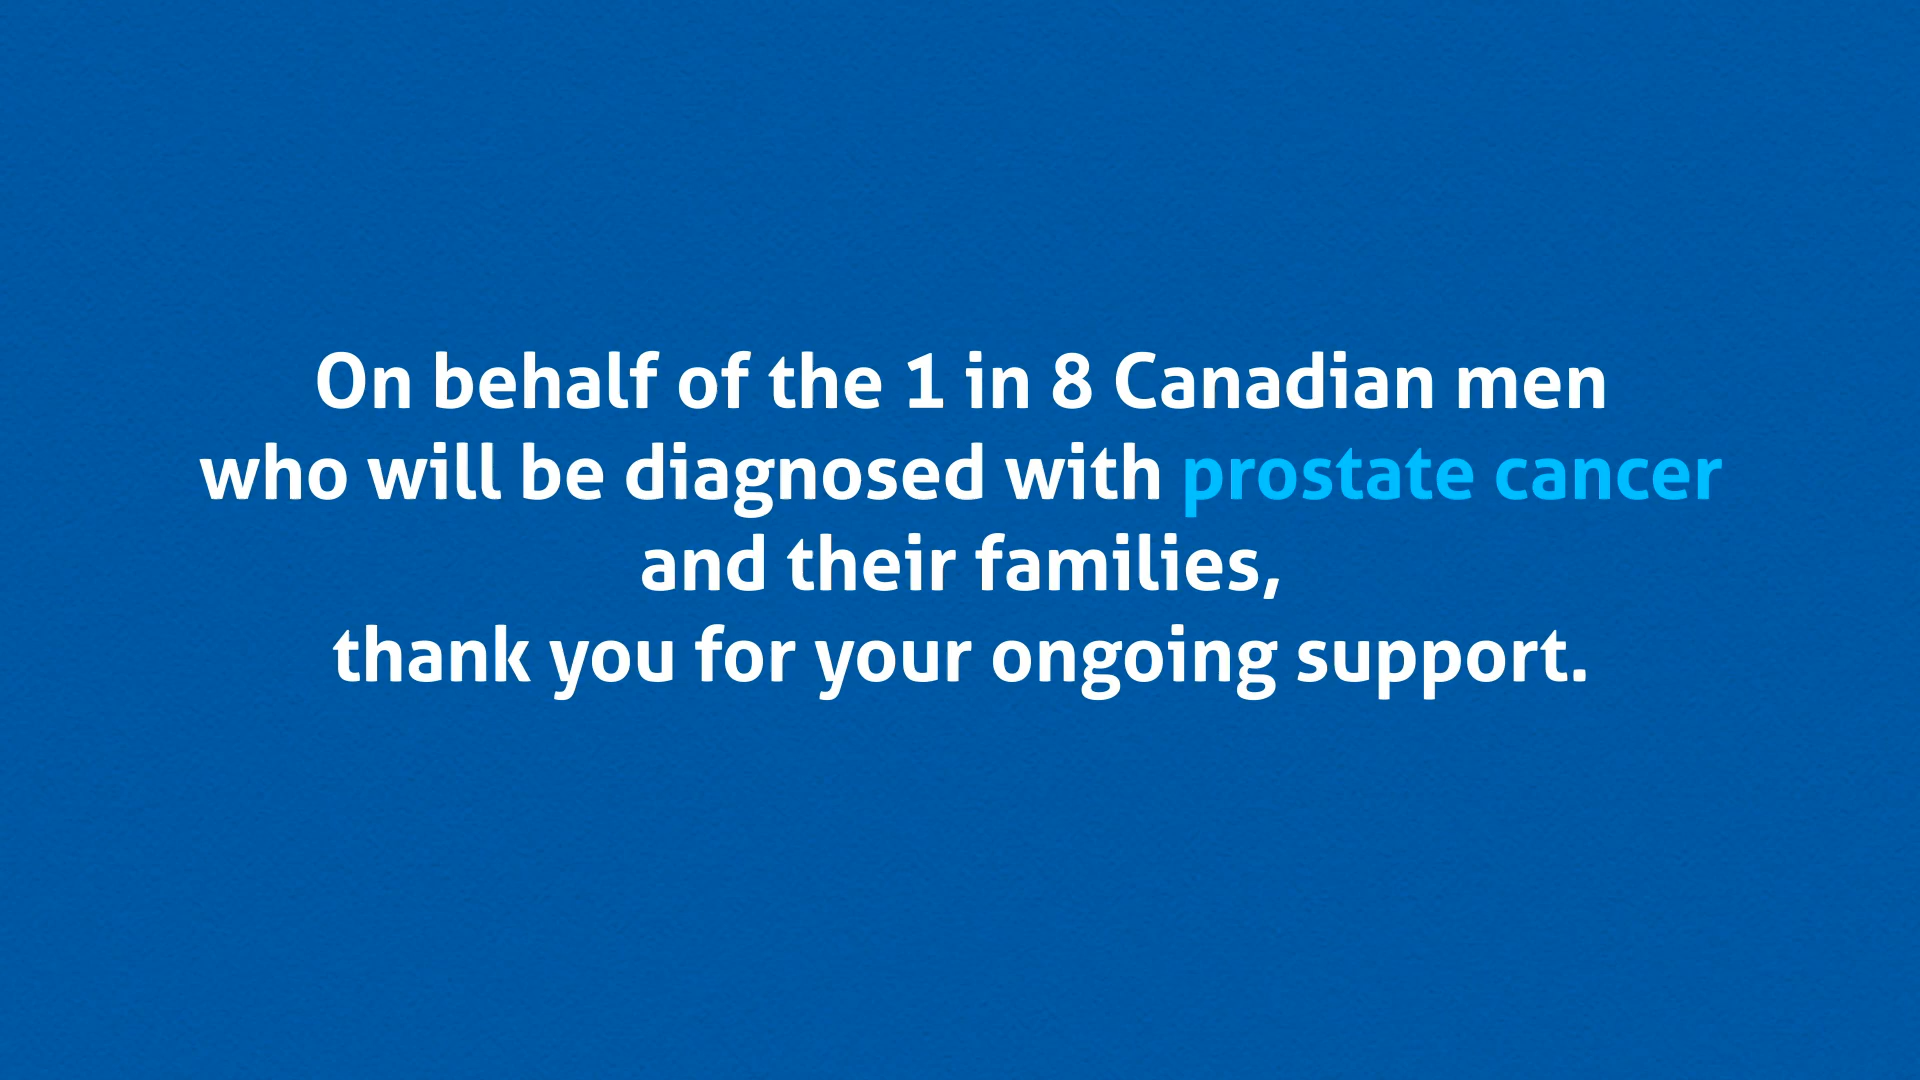 On behalf of the 1 in 8 Canadian men
who will be diagnosed with prostate cancer
and their families,
thank you for your ongoing support.